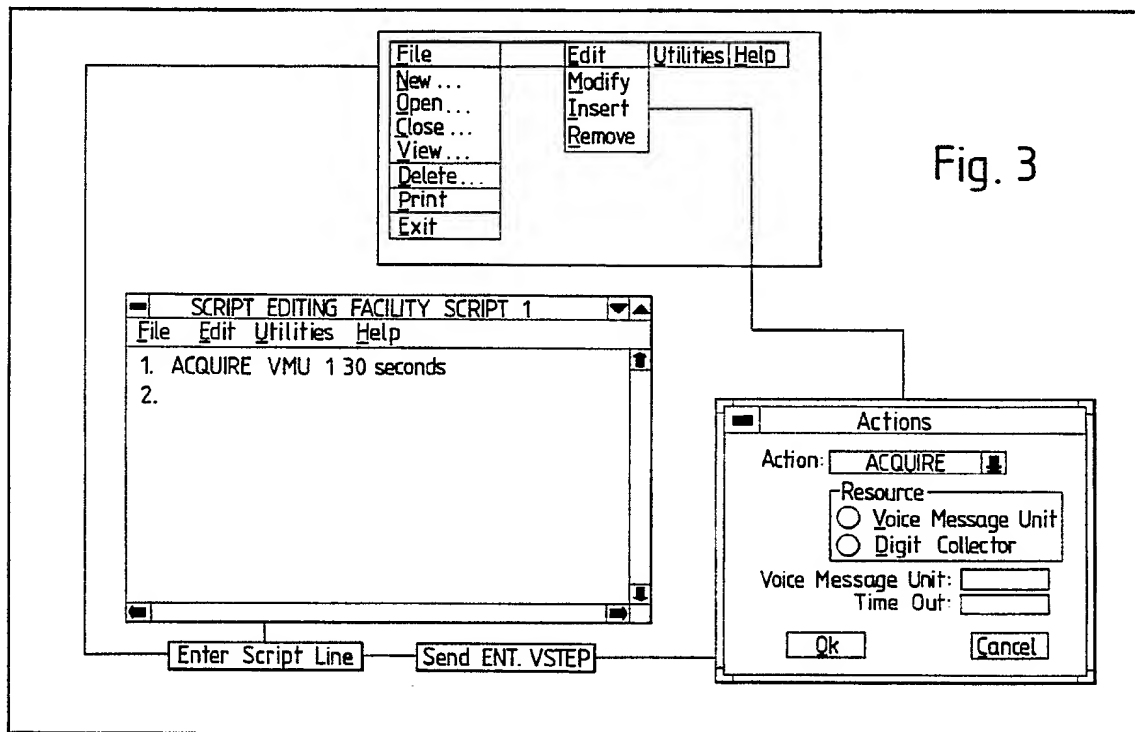 File Edit Utilities Help
New...
Open...
Close...
View...
Delete...
Print
Exit
Modify
Insert
Remove
Fig. 3
SCRIPT EDITING FACILITY SCRIPT 1
File Edit Utilities Help
1. ACQUIRE VMU 1 30 seconds
2.
Actions
Action: ACQUIRE
Resource
Voice Message Unit
Digit Collector
Voice Message Unit:
Time Out:
Ok Cancel
Enter Script Line
Send ENT. VSTEP